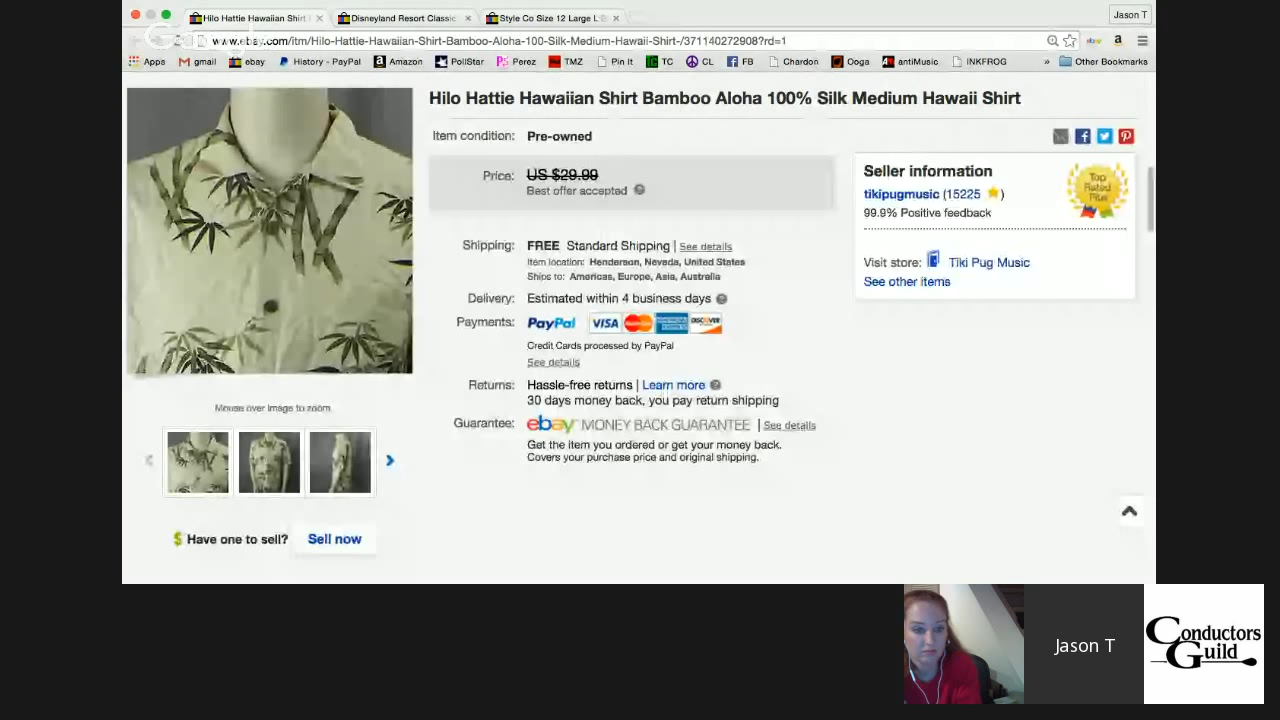 Hilo Hattie Hawaiian Shirt
Disneyland Resort Classic
Style Co Size 12 Large L
Jason T
www.ebay.com/itm/Hilo-Hattie-Hawaiian-Shirt-Bamboo-Aloha-100-Silk-Medium-Hawaii-Shirt-/371140272908?rd=1
Apps gmail ebay History - PayPal Amazon PollStar Perez TMZ Pin It TC CL FB Chardon Ooga antiMusic INKFROG » Other Bookmarks
Hilo Hattie Hawaiian Shirt Bamboo Aloha 100% Silk Medium Hawaii Shirt
Item condition: Pre-owned
Price: US $29.99
Best offer accepted
Shipping: FREE Standard Shipping | See details
Item location: Henderson, Nevada, United States
Ships to: Americas, Europe, Asia, Australia
Delivery: Estimated within 4 business days
Payments: PayPal VISA MasterCard DISCOVER
Credit Cards processed by PayPal
See details
Returns: Hassle-free returns | Learn more
30 days money back, you pay return shipping
Guarantee: ebay MONEY BACK GUARANTEE | See details
Get the item you ordered or get your money back.
Covers your purchase price and original shipping.
Seller information
tikipugmusic (15225 )
99.9% Positive feedback
Top
Rated
Plus
Visit store: Tiki Pug Music
See other items
Mouse over image to zoom
$ Have one to sell? Sell now
Jason T
Conductors
Guild